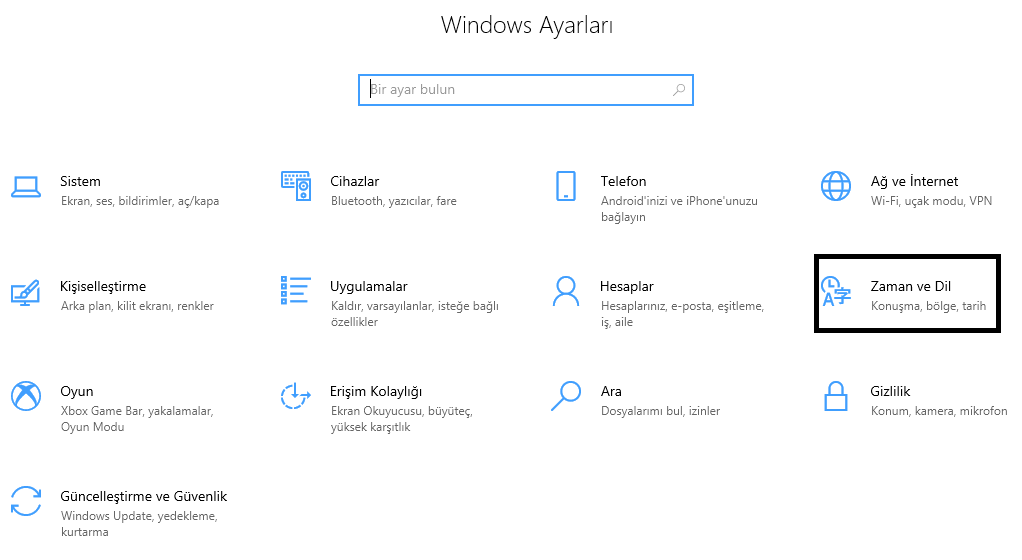 Windows Ayarları
Bir ayar bulun
Sistem
Ekran, ses, bildirimler, aç/kapa
Cihazlar
Bluetooth, yazıcılar, fare
Telefon
Android'inizi ve iPhone'unuzu
bağlayın
Ağ ve İnternet
Wi-Fi, uçak modu, VPN
Kişiselleştirme
Arka plan, kilit ekranı, renkler
Uygulamalar
Kaldır, varsayılanlar, isteğe bağlı
özellikler
Hesaplar
Hesaplarınız, e-posta, eşitleme,
iş, aile
Zaman ve Dil
Konuşma, bölge, tarih
Oyun
Xbox Game Bar, yakalamalar,
Oyun Modu
Erişim Kolaylığı
Ekran Okuyucusu, büyüteç,
yüksek karşıtlık
Ara
Dosyalarımı bul, izinler
Gizlilik
Konum, kamera, mikrofon
Güncelleştirme ve Güvenlik
Windows Update, yedekleme,
kurtarma